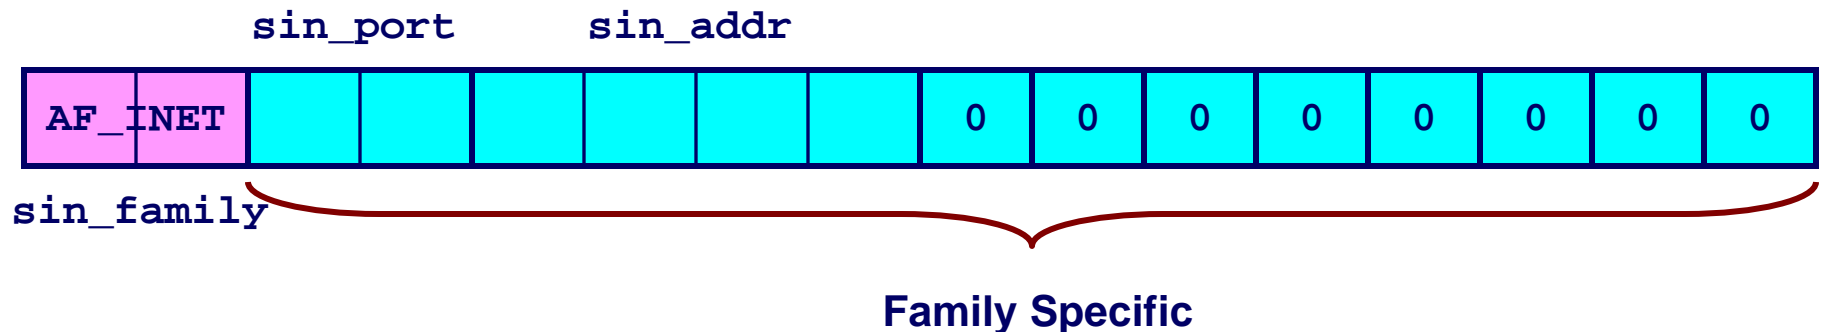 sin_port sin_addr
AF_INET 0 0 0 0 0 0 0 0
sin_family
Family Specific